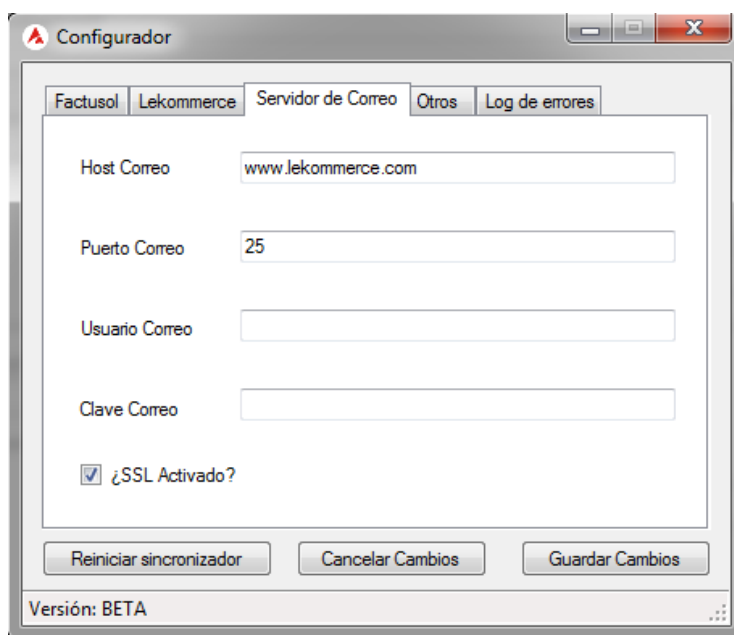 Configurador
Factusol Lekommerce Servidor de Correo Otros Log de errores
Host Correo www.lekommerce.com
Puerto Correo 25
Usuario Correo
Clave Correo
¿SSL Activado?
Reiniciar sincronizador Cancelar Cambios Guardar Cambios
Versión: BETA